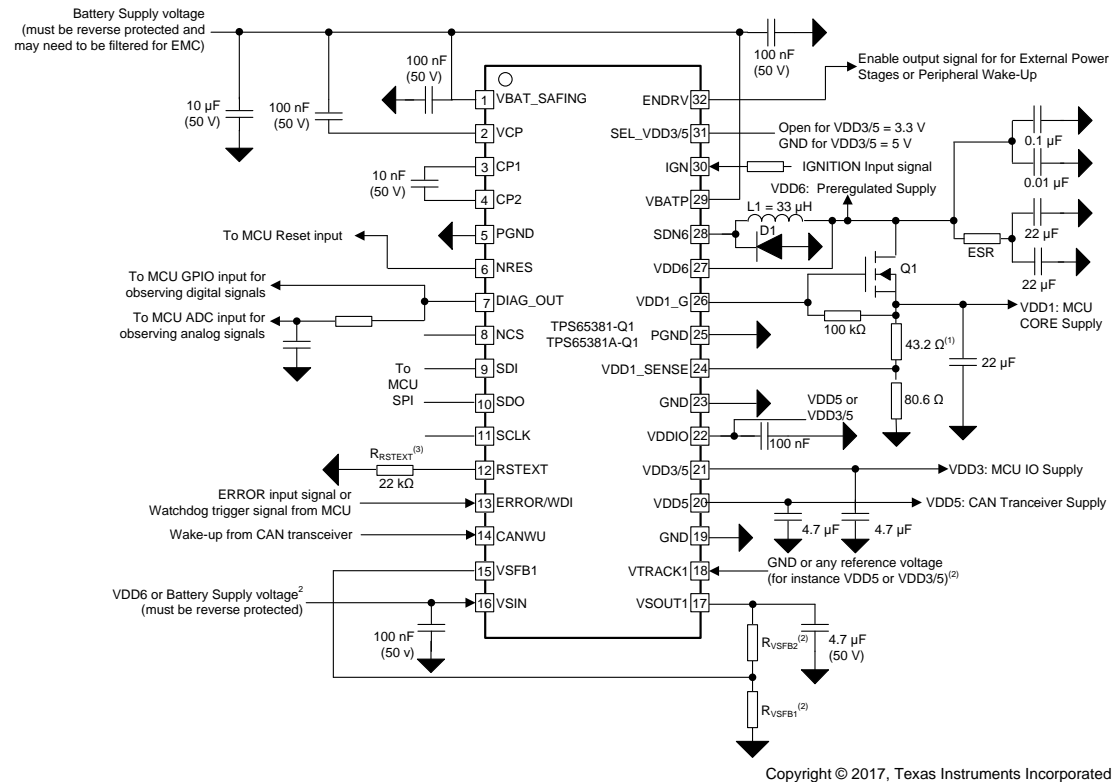 Battery Supply voltage
(must be reverse protected and
may need to be filtered for EMC)
10 µF
(50 V)
100 nF
(50 V)
100 nF
(50 V)
100 nF
(50 V)
Enable output signal for for External Power
Stages or Peripheral Wake-Up
1 VBAT_SAFING
2 VCP
3 CP1
4 CP2
5 PGND
6 NRES
7 DIAG_OUT
8 NCS
9 SDI
10 SDO
11 SCLK
12 RSTEXT
13 ERROR/WDI
14 CANWU
15 VSFB1
16 VSIN
TPS65381-Q1
TPS65381A-Q1
ENDRV 32
SEL_VDD3/5 31
IGN 30
VBATP 29
SDN6 28
VDD6 27
VDD1_G 26
PGND 25
VDD1_SENSE 24
GND 23
VDDIO 22
VDD3/5 21
VDD5 20
GND 19
VTRACK1 18
VSOUT1 17
10 nF
(50 V)
To MCU Reset input
To MCU GPIO input for
observing digital signals
To MCU ADC input for
observing analog signals
To
MCU
SPI
RRSTEXT(3)
22 kΩ
ERROR input signal or
Watchdog trigger signal from MCU
Wake-up from CAN transceiver
VDD6 or Battery Supply voltage2
(must be reverse protected)
100 nF
(50 v)
Open for VDD3/5 = 3.3 V
GND for VDD3/5 = 5 V
IGNITION Input signal
VDD6: Preregulated Supply
L1 = 33 µH
D1
0.1 µF
0.01 µF
22 µF
ESR
22 µF
Q1
100 kΩ
VDD1: MCU
CORE Supply
43.2 Ω(1)
22 µF
80.6 Ω
VDD5 or
VDD3/5
100 nF
VDD3: MCU IO Supply
VDD5: CAN Tranceiver Supply
4.7 µF
4.7 µF
GND or any reference voltage
(for instance VDD5 or VDD3/5)(2)
RVSFB2(2)
4.7 µF
(50 V)
RVSFB1(2)
Copyright © 2017, Texas Instruments Incorporated